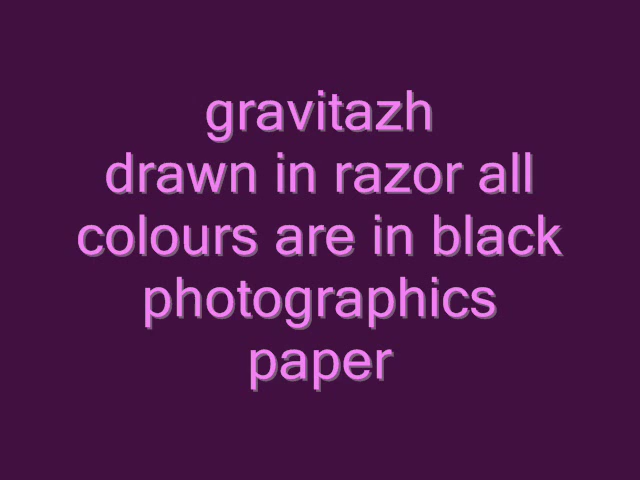 gravitazh
drawn in razor all
colours are in black
photographics
paper